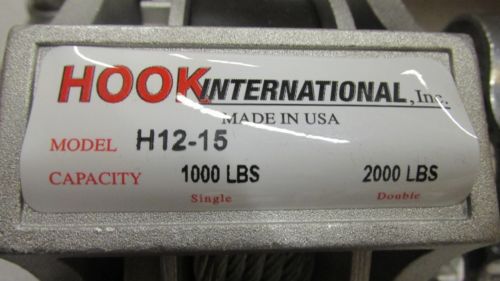 HOOK INTERNATIONAL, Inc.
MADE IN USA
MODEL H12-15
CAPACITY 1000 LBS 2000 LBS
Single Double